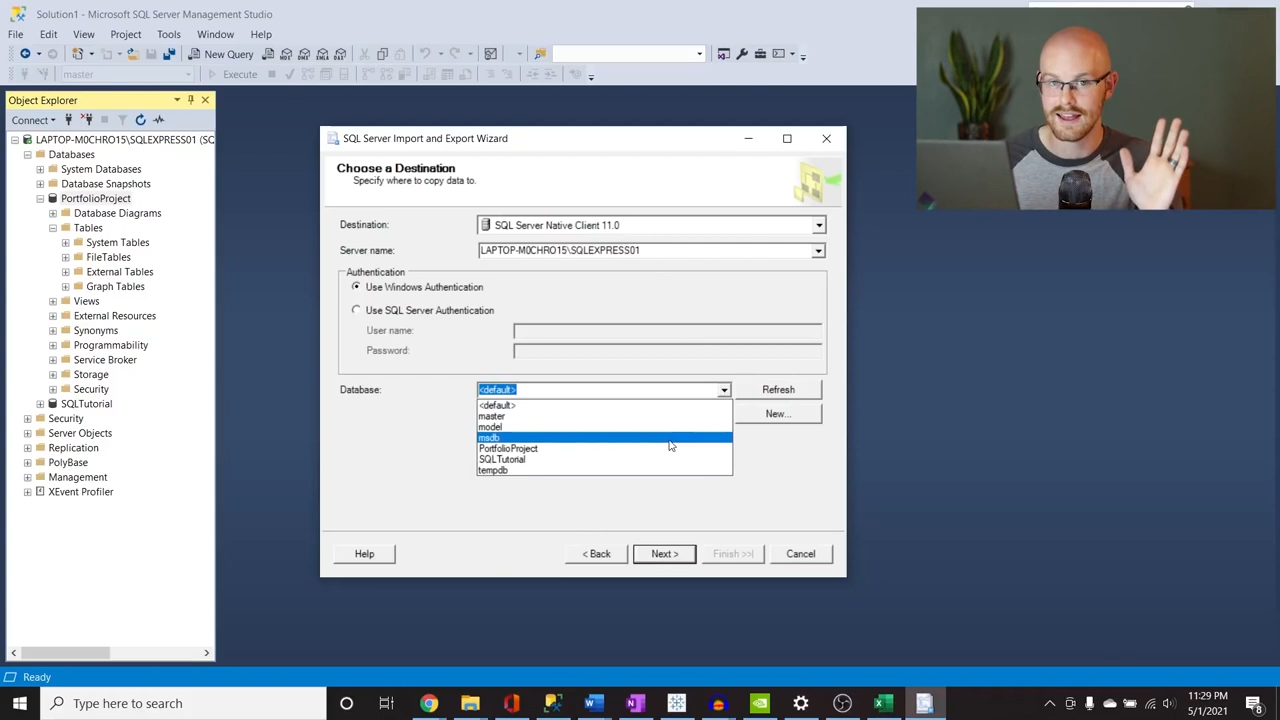 Solution1 - Microsoft SQL Server Management Studio
File Edit View Project Tools Window Help
New Query
MDX DMX XMLA DAX
master
Execute
Object Explorer
Connect
LAPTOP-M0CHRO15\SQLEXPRESS01 (SQ
Databases
System Databases
Database Snapshots
PortfolioProject
Database Diagrams
Tables
System Tables
FileTables
External Tables
Graph Tables
Views
External Resources
Synonyms
Programmability
Service Broker
Storage
Security
SQLTutorial
Security
Server Objects
Replication
PolyBase
Management
XEvent Profiler
SQL Server Import and Export Wizard
Choose a Destination
Specify where to copy data to.
Destination:
SQL Server Native Client 11.0
Server name:
LAPTOP-M0CHRO15\SQLEXPRESS01
Authentication
Use Windows Authentication
Use SQL Server Authentication
User name:
Password:
Database:
<default>
Refresh
<default>
master
New...
model
msdb
PortfolioProject
SQLTutorial
tempdb
Help
< Back
Next >
Finish >>|
Cancel
Ready
Type here to search
11:29 PM
5/1/2021
8